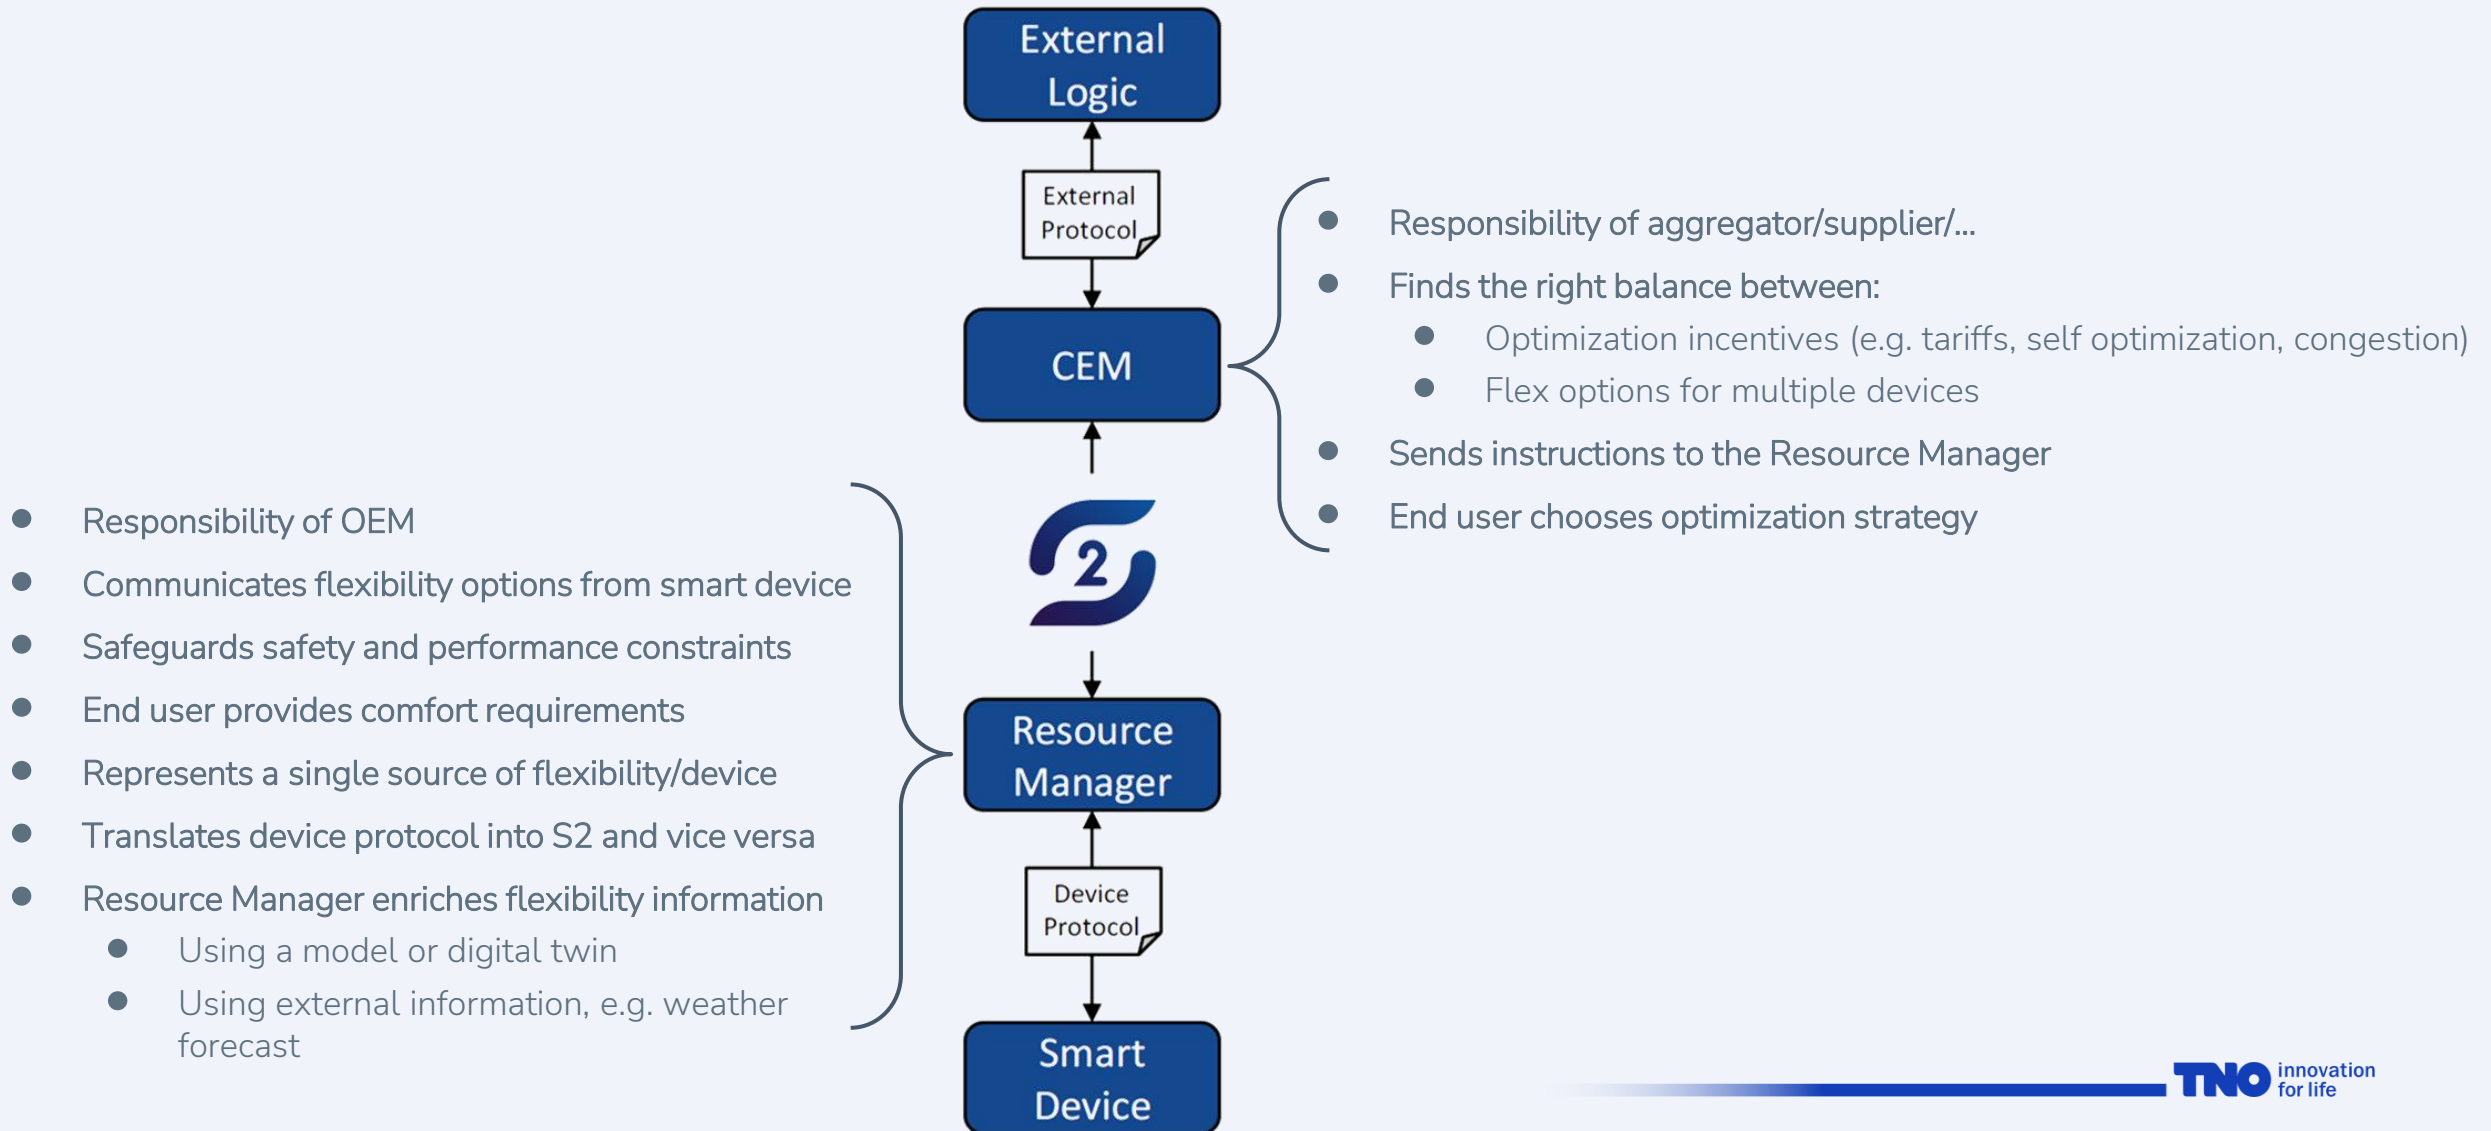 External
Logic
External
Protocol
CEM
● Responsibility of aggregator/supplier/...
● Finds the right balance between:
● Optimization incentives (e.g. tariffs, self optimization, congestion)
● Flex options for multiple devices
● Sends instructions to the Resource Manager
● End user chooses optimization strategy
S2
● Responsibility of OEM
● Communicates flexibility options from smart device
● Safeguards safety and performance constraints
● End user provides comfort requirements
● Represents a single source of flexibility/device
● Translates device protocol into S2 and vice versa
● Resource Manager enriches flexibility information
● Using a model or digital twin
● Using external information, e.g. weather
forecast
Resource
Manager
Device
Protocol
Smart
Device
TNO innovation
for life